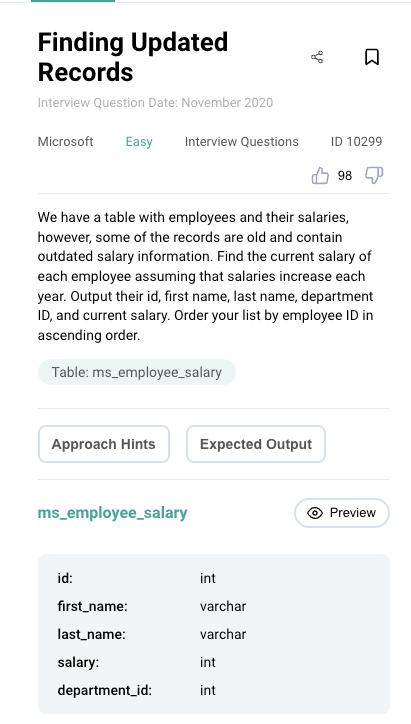 Finding Updated
Records
Interview Question Date: November 2020
Microsoft Easy Interview Questions ID 10299
98
We have a table with employees and their salaries,
however, some of the records are old and contain
outdated salary information. Find the current salary of
each employee assuming that salaries increase each
year. Output their id, first name, last name, department
ID, and current salary. Order your list by employee ID in
ascending order.
Table: ms_employee_salary
Approach Hints Expected Output
ms_employee_salary Preview
id: int
first_name: varchar
last_name: varchar
salary: int
department_id: int